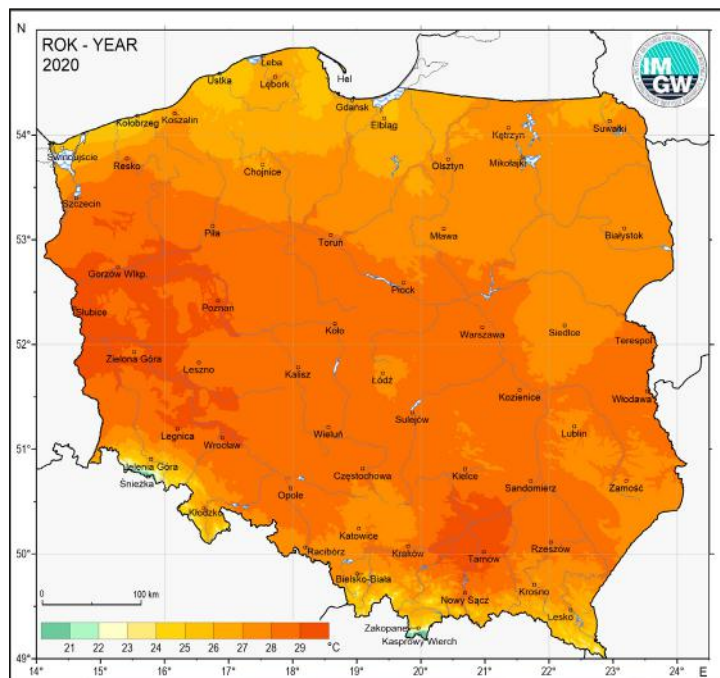 N
ROK - YEAR
2020
IMGW
Łeba
Ustka
Lębork
Hel
Gdańsk
Koszalin
Kołobrzeg
Elbląg
Kętrzyn
Suwałki
54°
Świnoujście
Resko
Chojnice
Olsztyn
Mikołajki
Szczecin
Piła
Toruń
Mława
Białystok
53°
Gorzów Wlkp.
Płock
Słubice
Poznań
Koło
Warszawa
Siedlce
Terespol
52°
Zielona Góra
Leszno
Kalisz
Łódź
Kozienice
Włodawa
Sulejów
Legnica
Wrocław
Wieluń
Lublin
51°
Jelenia Góra
Śnieżka
Częstochowa
Kielce
Opole
Sandomierz
Zamość
Kłodzko
Katowice
50°
Racibórz
Kraków
Tarnów
Rzeszów
Bielsko-Biała
Nowy Sącz
Krosno
Lesko
0 100 km
Zakopane
Kasprowy Wierch
21 22 23 24 25 26 27 28 29 °C
49°
14° 15° 16° 17° 18° 19° 20° 21° 22° 23° 24° E